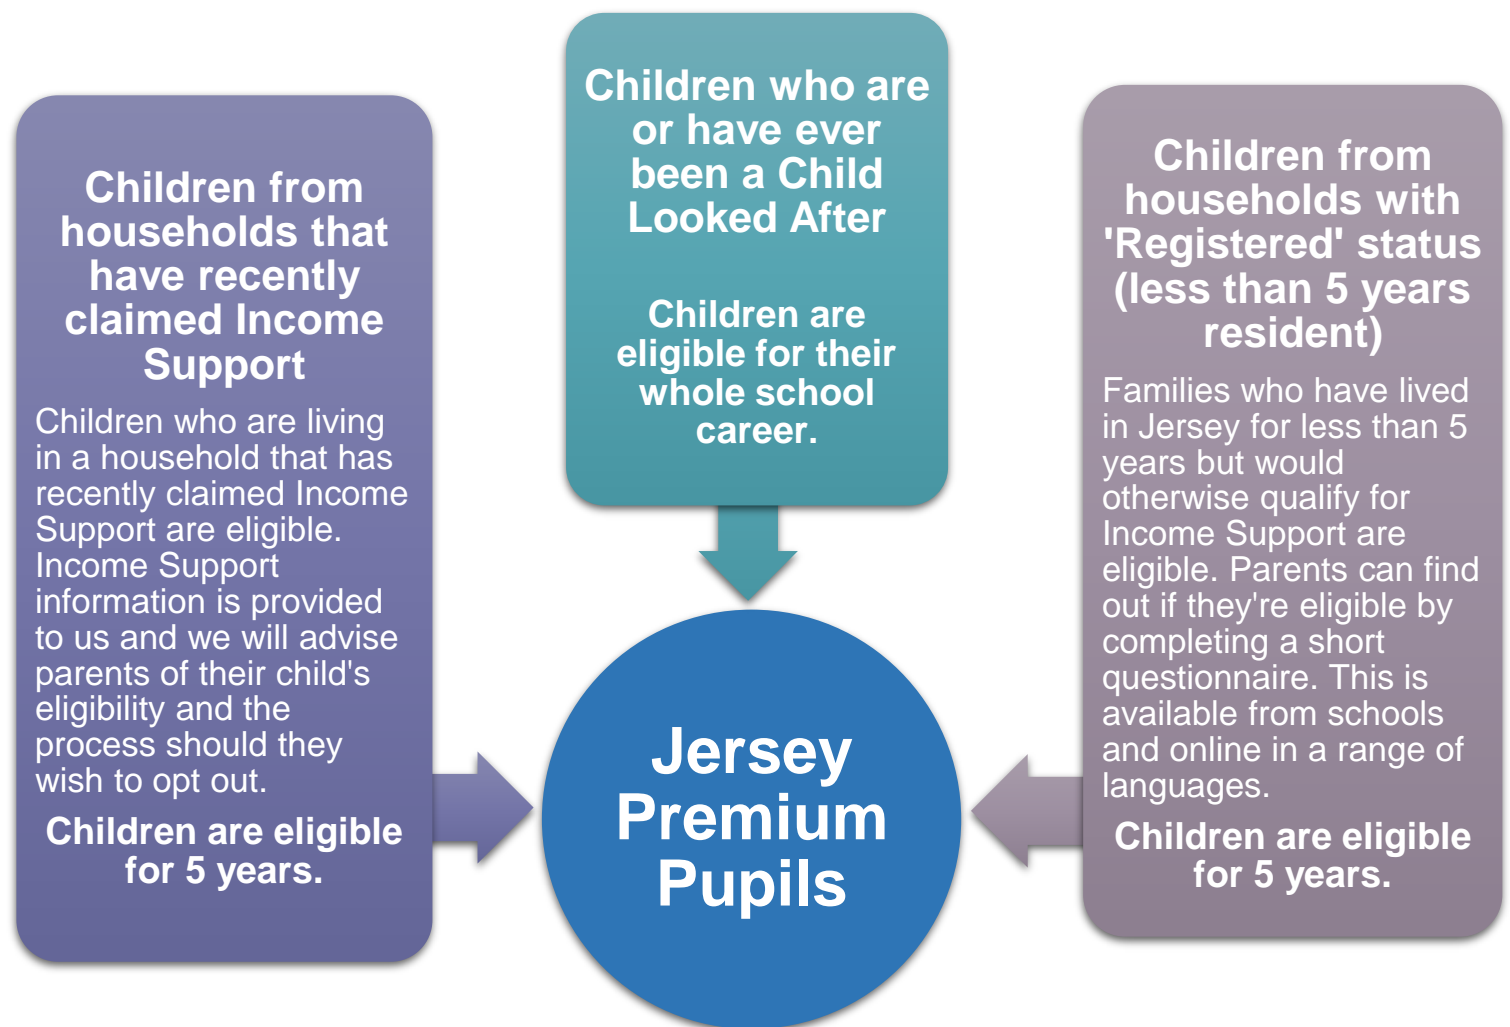 Children from
households that
have recently
claimed Income
Support
Children who are living
in a household that has
recently claimed Income
Support are eligible.
Income Support
information is provided
to us and we will advise
parents of their child's
eligibility and the
process should they
wish to opt out.
Children are eligible
for 5 years.
Children who are
or have ever
been a Child
Looked After
Children are
eligible for their
whole school
career.
Children from
households with
'Registered' status
(less than 5 years
resident)
Families who have lived
in Jersey for less than 5
years but would
otherwise qualify for
Income Support are
eligible. Parents can find
out if they're eligible by
completing a short
questionnaire. This is
available from schools
and online in a range of
languages.
Children are eligible
for 5 years.
Jersey
Premium
Pupils